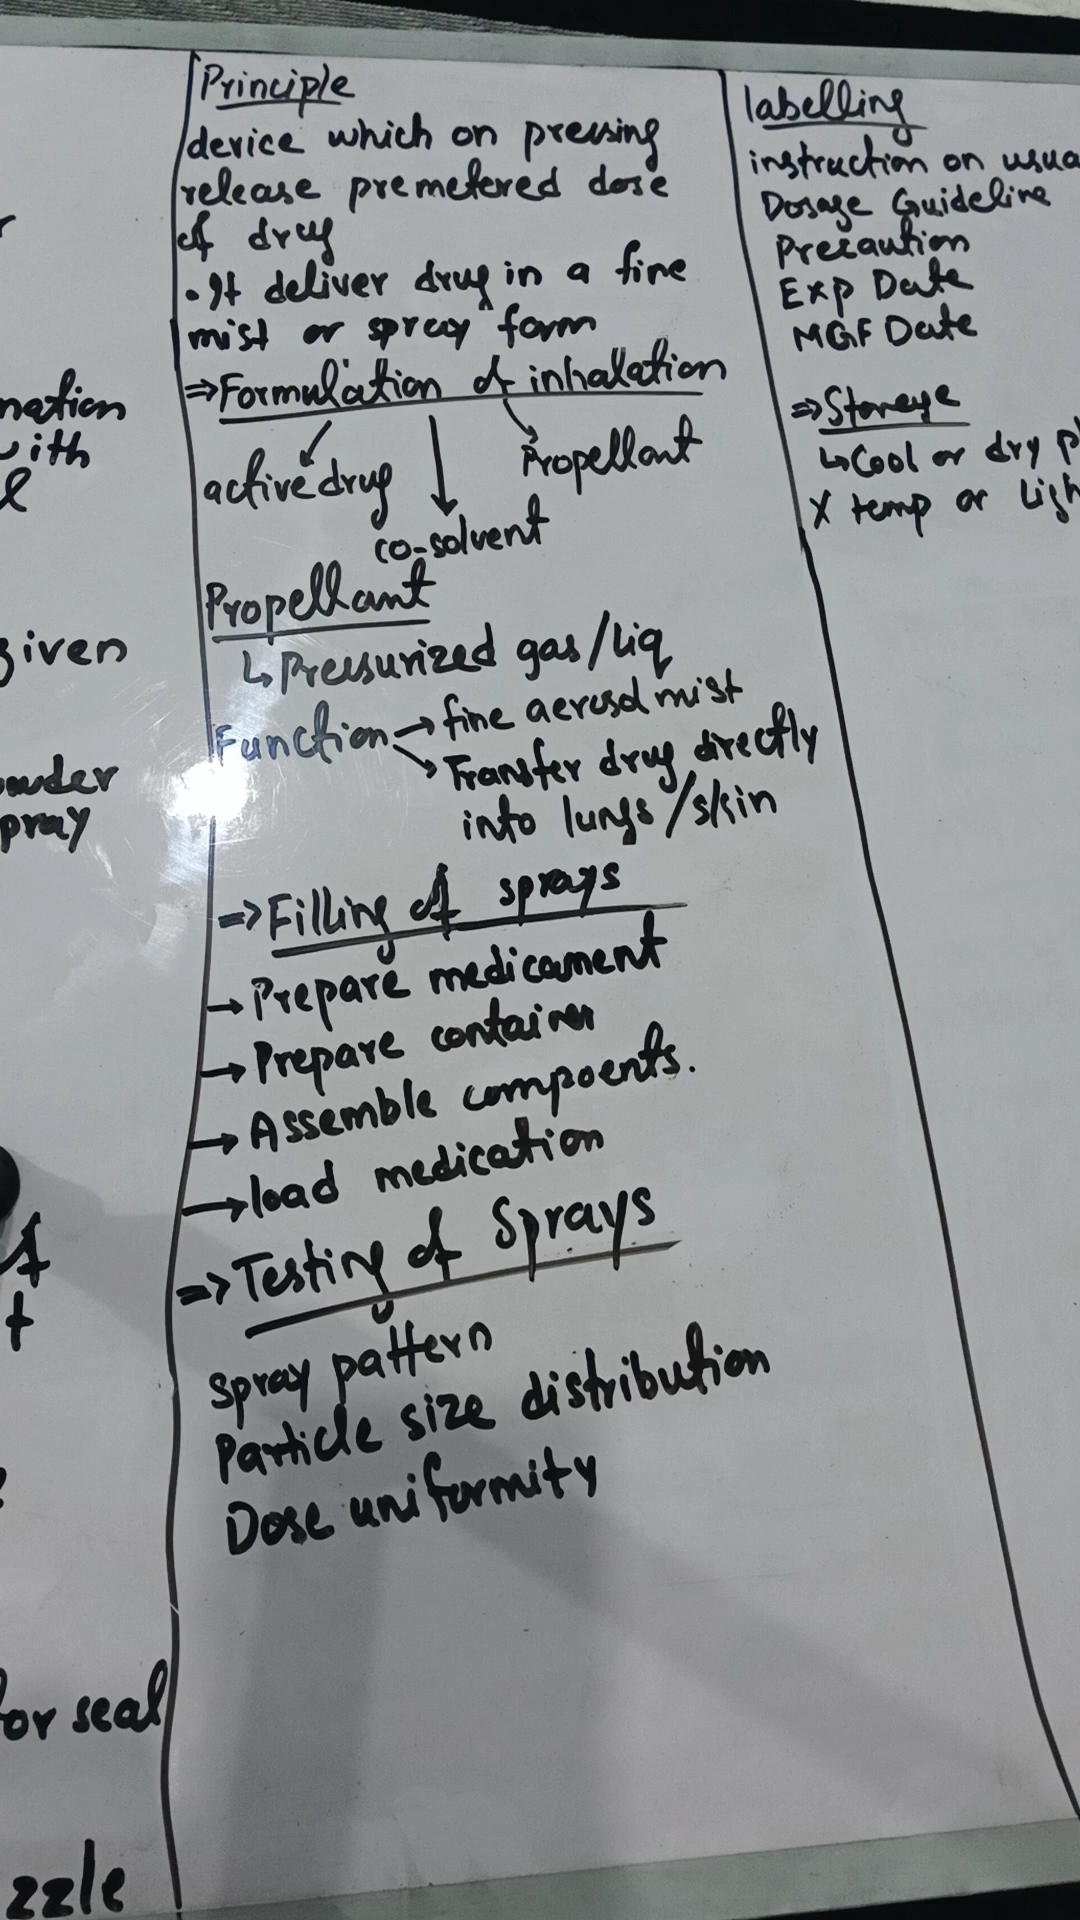 nation
with
given
powder
pray
for seal
zzle
Principle
device which on pressing
release premetered dose
of drug
• It deliver drug in a fine
mist or spray form
⇒ Formulation of inhalation
active drug
co-solvent
Propellant
Propellant
↳ Pressurized gas/liq
Function → fine aerosol mist
→ Transfer drug directly
into lungs/skin
⇒ Filling of sprays
→ Prepare medicament
→ Prepare container
→ Assemble compoents.
→ load medication
⇒ Testing of Sprays
Spray pattern
Particle size distribution
Dose uniformity
labelling
instruction on usua
Dosage Guideline
Precaution
Exp Date
MGF Date
⇒ Storage
↳ Cool or dry pl
X temp or Ligh